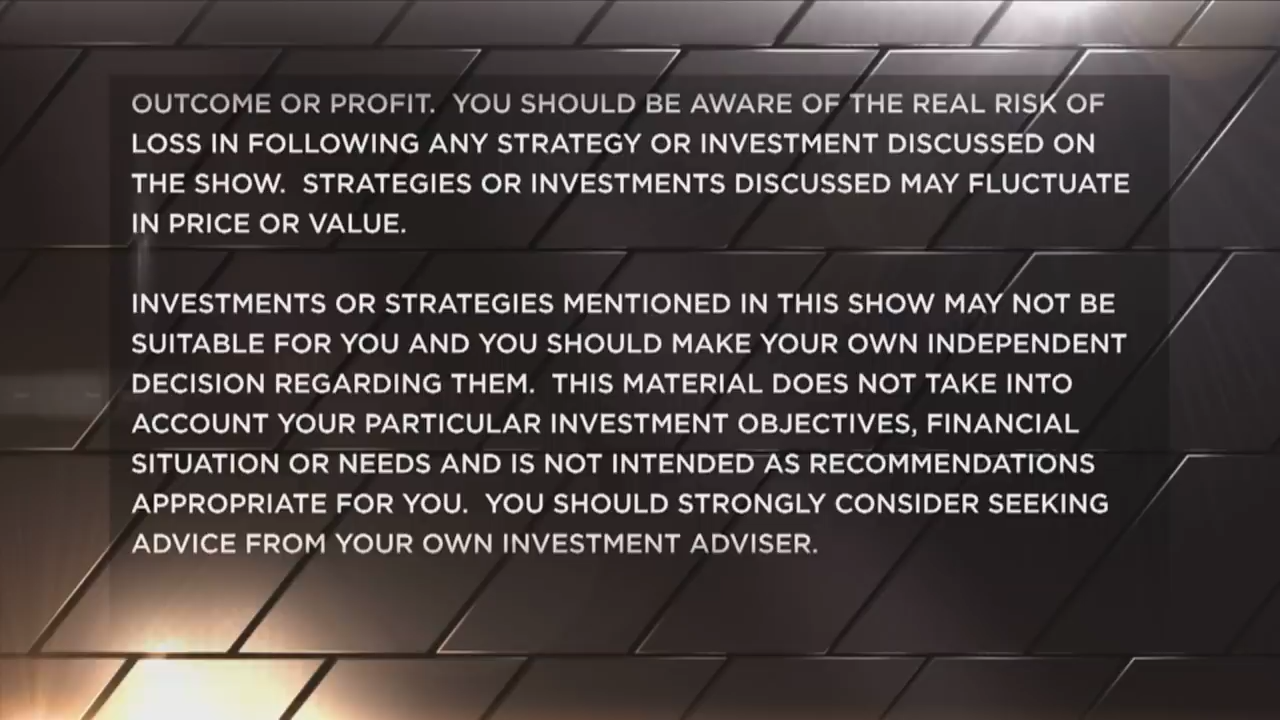 OUTCOME OR PROFIT.  YOU SHOULD BE AWARE OF THE REAL RISK OF
LOSS IN FOLLOWING ANY STRATEGY OR INVESTMENT DISCUSSED ON
THE SHOW.  STRATEGIES OR INVESTMENTS DISCUSSED MAY FLUCTUATE
IN PRICE OR VALUE.
INVESTMENTS OR STRATEGIES MENTIONED IN THIS SHOW MAY NOT BE
SUITABLE FOR YOU AND YOU SHOULD MAKE YOUR OWN INDEPENDENT
DECISION REGARDING THEM.  THIS MATERIAL DOES NOT TAKE INTO
ACCOUNT YOUR PARTICULAR INVESTMENT OBJECTIVES, FINANCIAL
SITUATION OR NEEDS AND IS NOT INTENDED AS RECOMMENDATIONS
APPROPRIATE FOR YOU.  YOU SHOULD STRONGLY CONSIDER SEEKING
ADVICE FROM YOUR OWN INVESTMENT ADVISER.